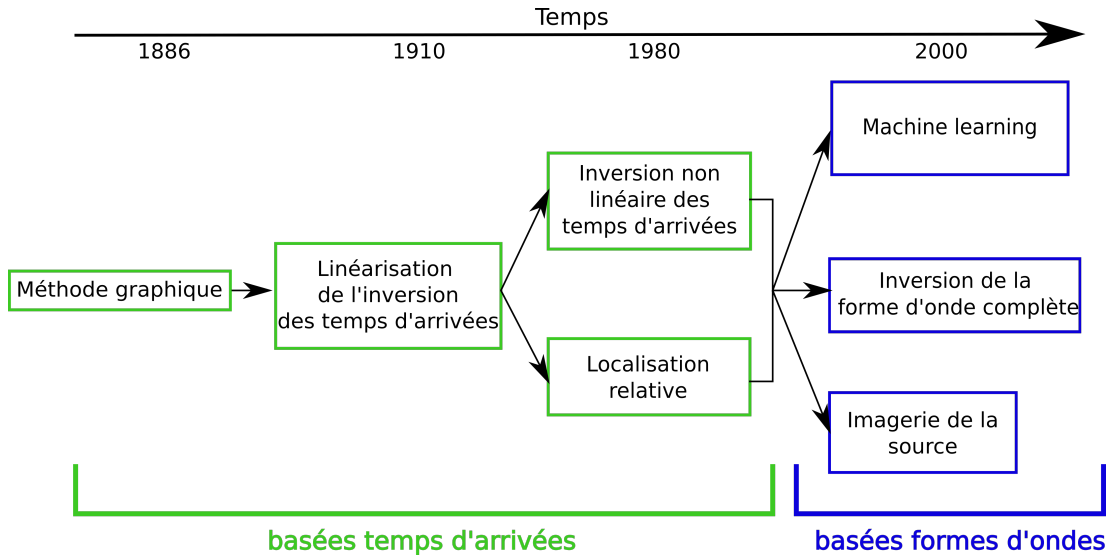 Temps
1886
1910
1980
2000
Méthode graphique
Linéarisation
de l'inversion
des temps d'arrivées
Inversion non
linéaire des
temps d'arrivées
Localisation
relative
Machine learning
Inversion de la
forme d'onde complète
Imagerie de la
source
basées temps d'arrivées
basées formes d'ondes